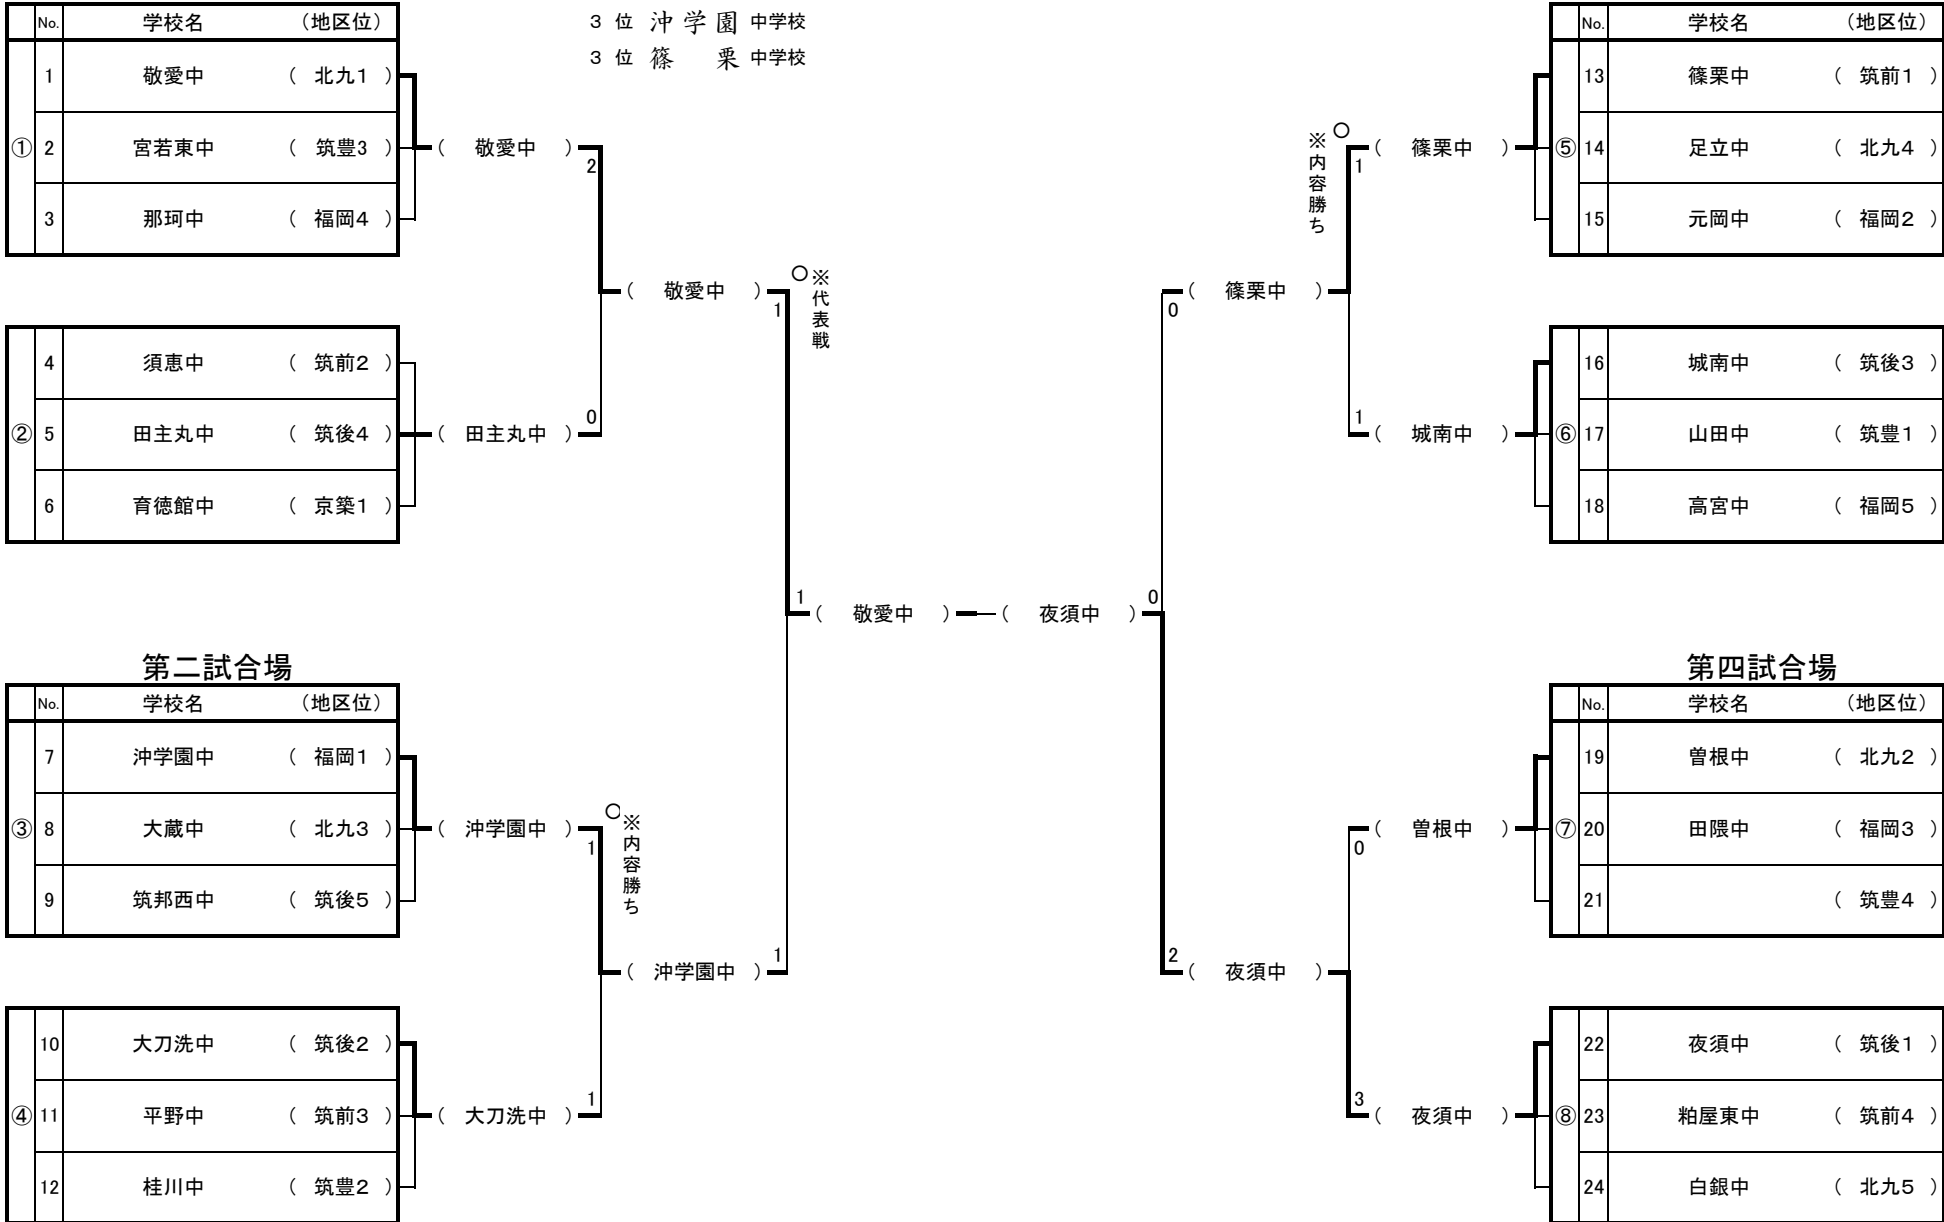 3 位 沖 学 園 中学校
3 位 篠 栗 中学校
No. 学校名 （地区位）
① 1 敬愛中 （ 北九1 ）
2 宮若東中 （ 筑豊3 ）
3 那珂中 （ 福岡4 ）
② 4 須恵中 （ 筑前2 ）
5 田主丸中 （ 筑後4 ）
6 育徳館中 （ 京築1 ）
第二試合場
No. 学校名 （地区位）
③ 7 沖学園中 （ 福岡1 ）
8 大蔵中 （ 北九3 ）
9 筑邦西中 （ 筑後5 ）
④ 10 大刀洗中 （ 筑後2 ）
11 平野中 （ 筑前3 ）
12 桂川中 （ 筑豊2 ）
（ 敬愛中 ） 2
（ 田主丸中 ） 0
（ 沖学園中 ） 1
○※内容勝ち
（ 大刀洗中 ） 1
（ 敬愛中 ） 1
○※代表戦
（ 沖学園中 ） 1
1 （ 敬愛中 ）
（ 夜須中 ） 0
0 （ 篠栗中 ）
2 （ 夜須中 ）
※内容勝ち○
1 （ 篠栗中 ）
1 （ 城南中 ）
0 （ 曽根中 ）
3 （ 夜須中 ）
No. 学校名 （地区位）
⑤ 13 篠栗中 （ 筑前1 ）
14 足立中 （ 北九4 ）
15 元岡中 （ 福岡2 ）
⑥ 16 城南中 （ 筑後3 ）
17 山田中 （ 筑豊1 ）
18 高宮中 （ 福岡5 ）
第四試合場
No. 学校名 （地区位）
⑦ 19 曽根中 （ 北九2 ）
20 田隈中 （ 福岡3 ）
21 （ 筑豊4 ）
⑧ 22 夜須中 （ 筑後1 ）
23 粕屋東中 （ 筑前4 ）
24 白銀中 （ 北九5 ）